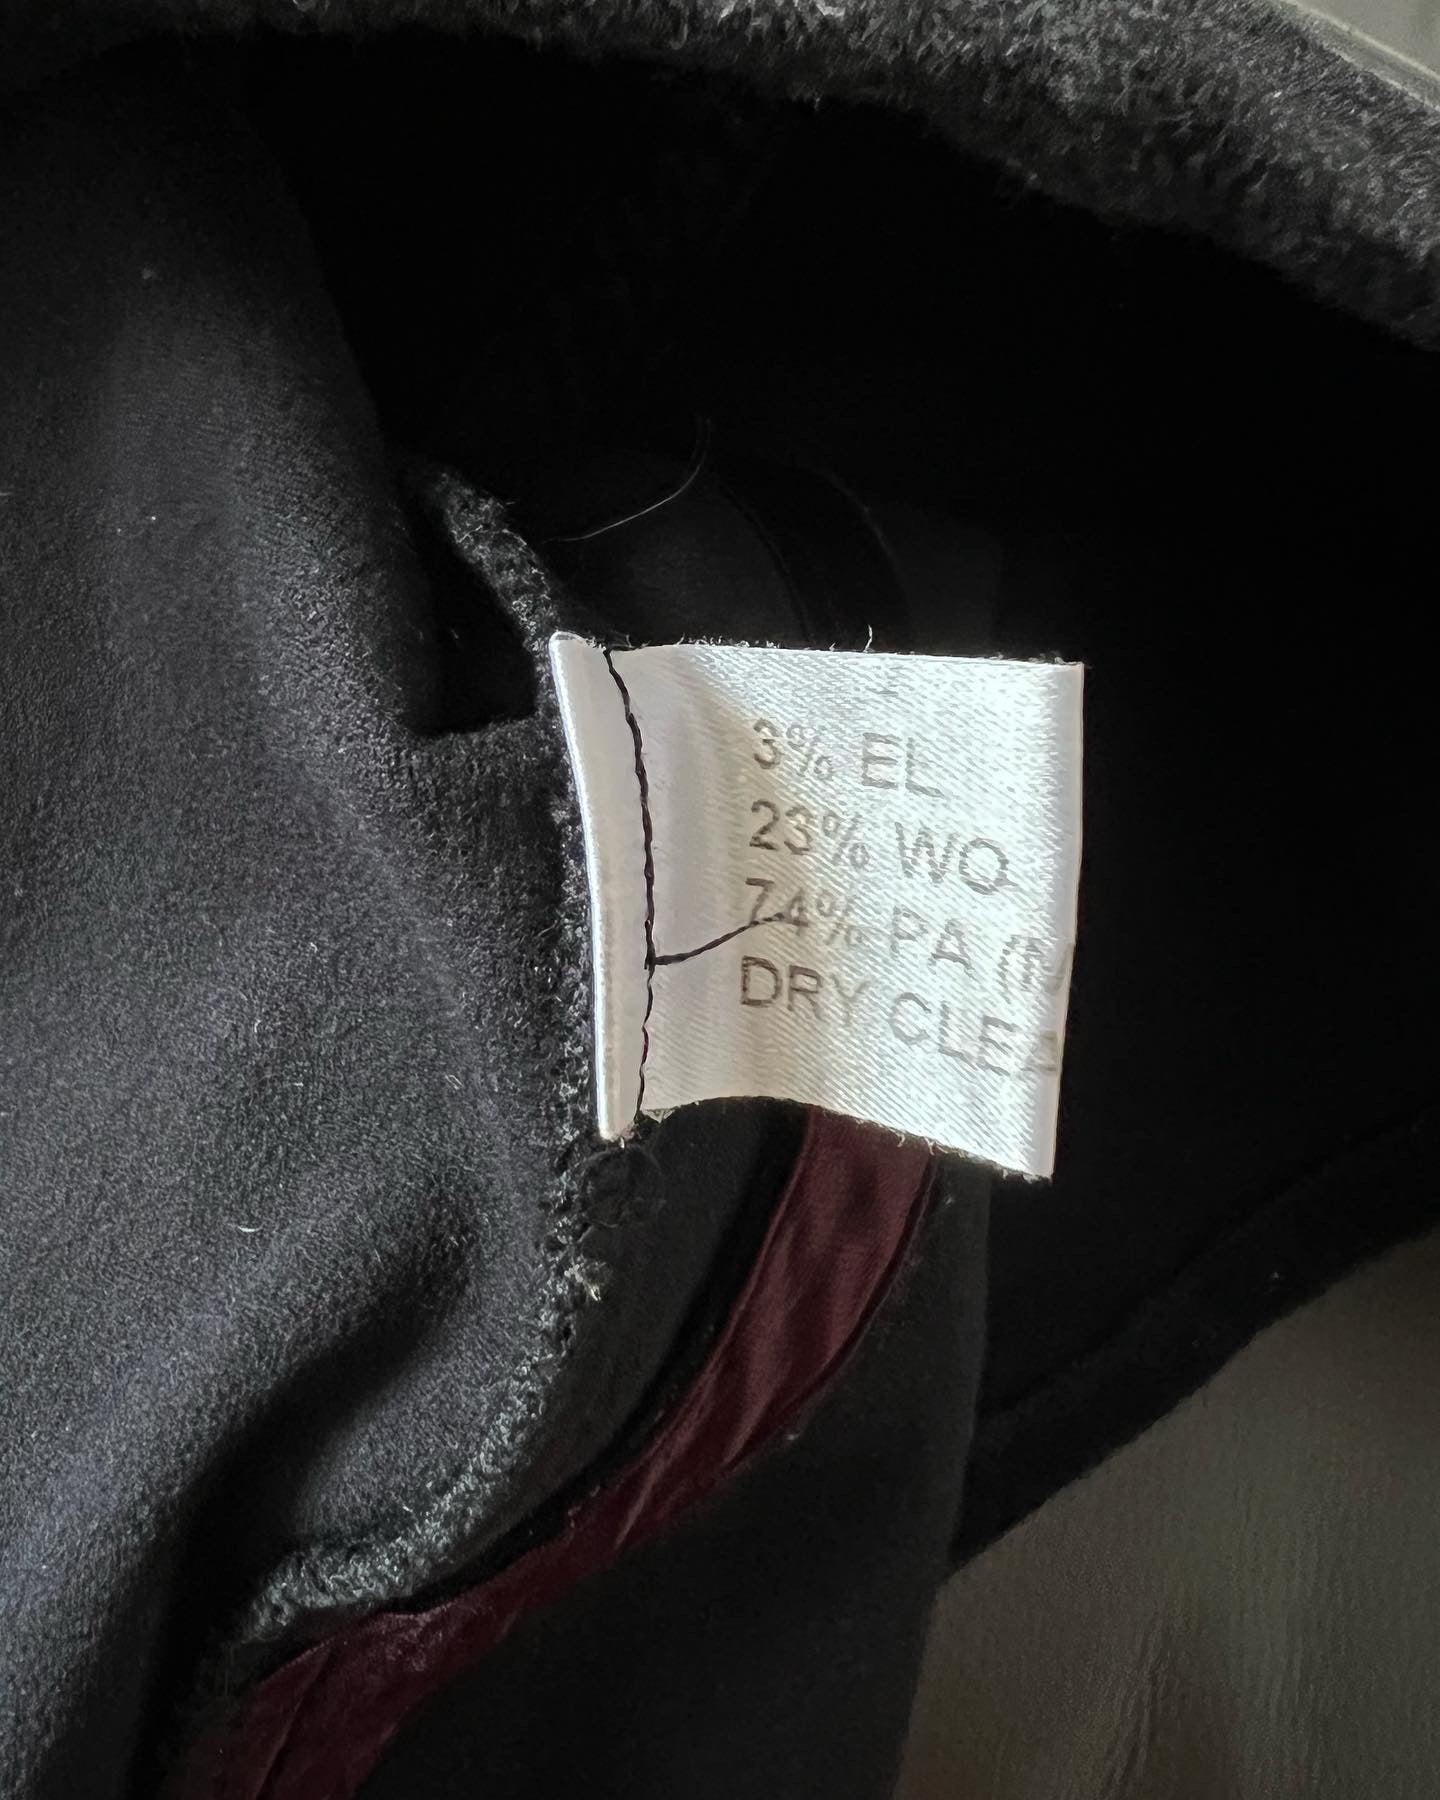 3% EL
23% WO
74% PA
DRY